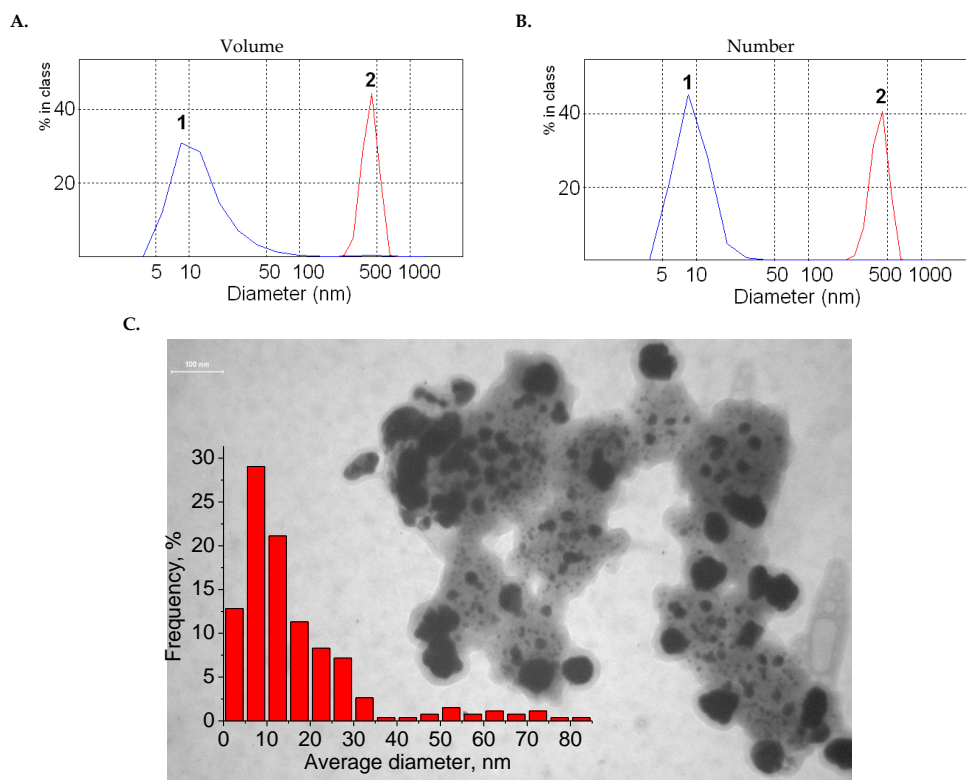 A.
Volume
% in class
40
20
1
2
5 10 50 100 500 1000
Diameter (nm)
B.
Number
% in class
40
20
1
2
5 10 50 100 500 1000
Diameter (nm)
C.
100 nm
Frequency, %
30
25
20
15
10
5
0
0 10 20 30 40 50 60 70 80
Average diameter, nm